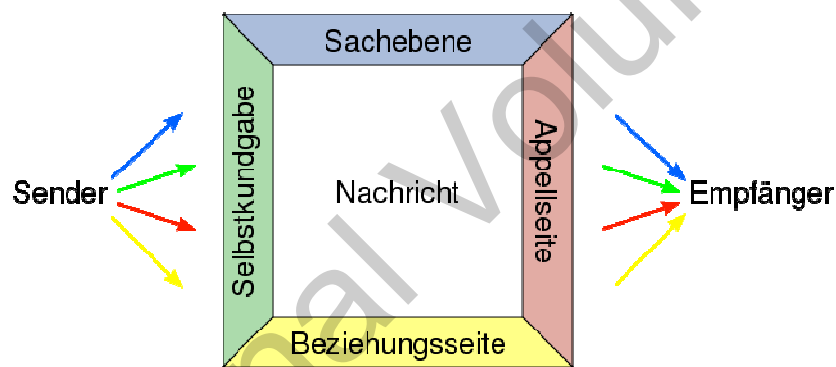 Sachebene
Selbstkundgabe
Sender
Nachricht
Appellseite
Empfänger
Beziehungsseite